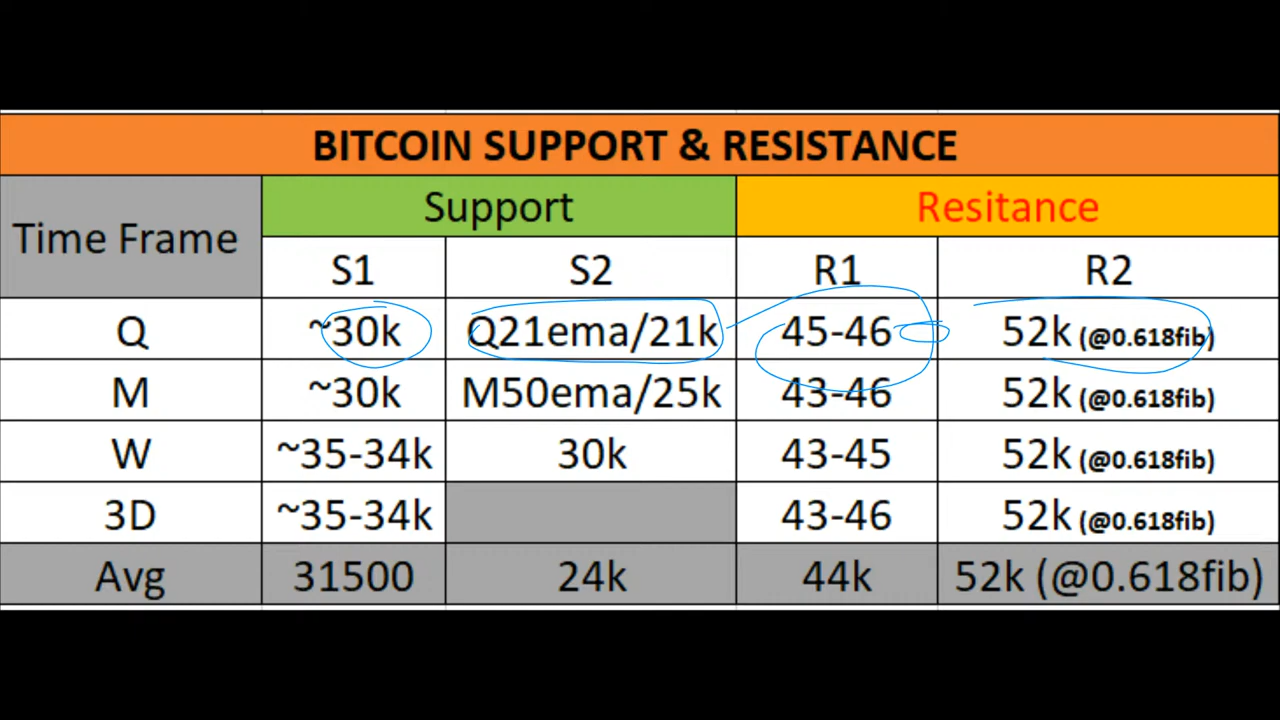 BITCOIN SUPPORT & RESISTANCE
Time Frame Support Resitance
S1 S2 R1 R2
Q ~30k Q21ema/21k 45-46 52k (@0.618fib)
M ~30k M50ema/25k 43-46 52k (@0.618fib)
W ~35-34k 30k 43-45 52k (@0.618fib)
3D ~35-34k 43-46 52k (@0.618fib)
Avg 31500 24k 44k 52k (@0.618fib)